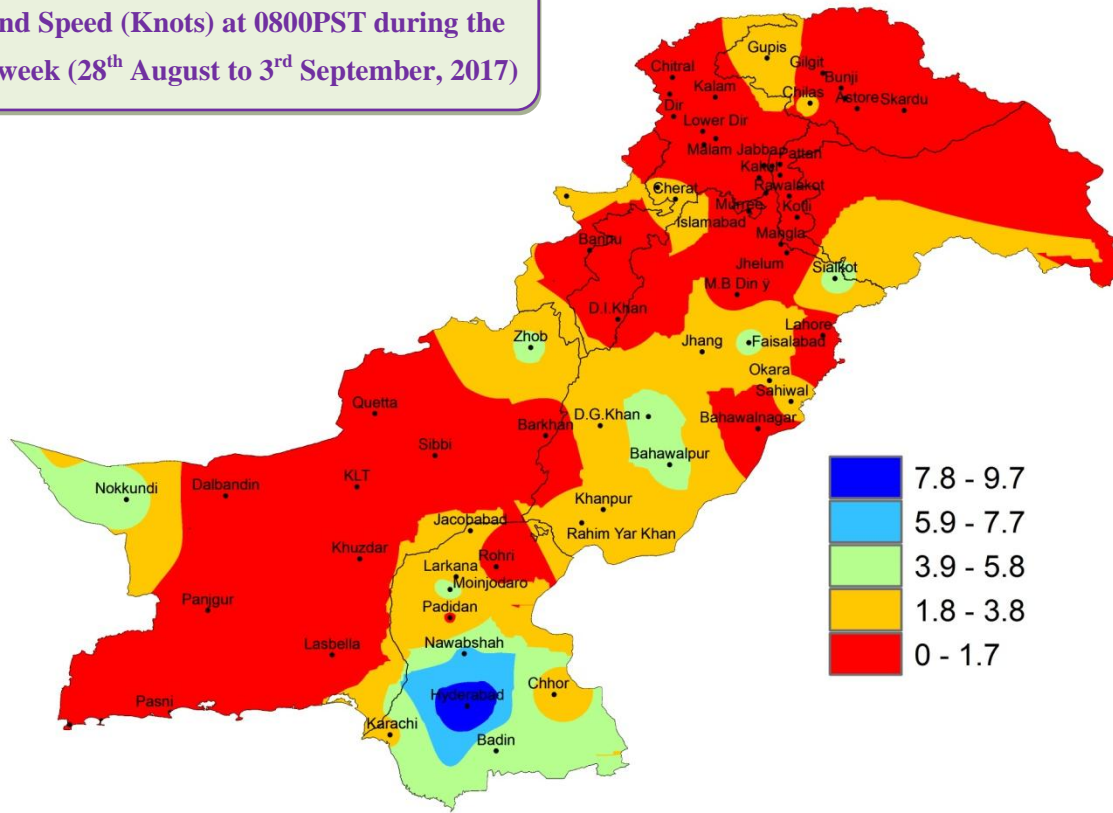 nd Speed (Knots) at 0800PST during the
week (28th August to 3rd September, 2017)
Gupis
Gilgit
Chitral
Bunji
Kalam
Chilas
Astore Skardu
Dir
Lower Dir
Malam Jabba
Pattan
Kakul
Cherat
Rawalakot
Murree
Kotli
Islamabad
Bannu
Mangla
Jhelum
Sialkot
M.B Din ÿ
D.I.Khan
Lahore
Zhob
Jhang
Faisalabad
Okara
Sahiwal
Quetta
D.G.Khan
Bahawalnagar
Barkhan
Sibbi
Bahawalpur
KLT
Nokkundi
Dalbandin
Khanpur
Jacobabad
Rahim Yar Khan
Khuzdar
Rohri
Larkana
Moinjodaro
Panjgur
Padidan
Lasbella
Nawabshah
Pasni
Hyderabad
Chhor
Karachi
Badin
7.8 - 9.7
5.9 - 7.7
3.9 - 5.8
1.8 - 3.8
0 - 1.7